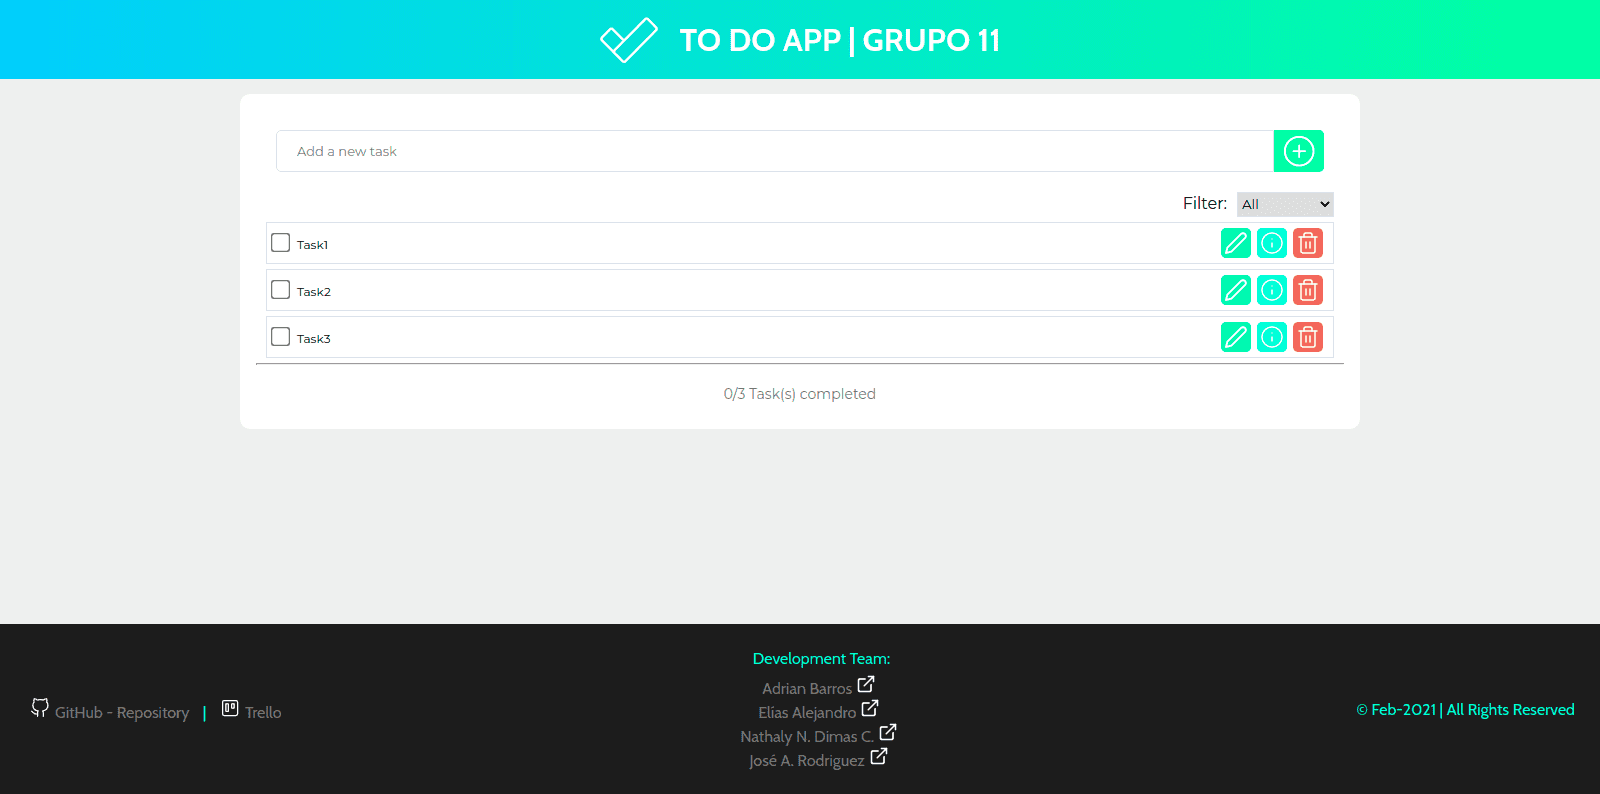 TO DO APP | GRUPO 11
Add a new task
Filter: All
Task1
Task2
Task3
0/3 Task(s) completed
GitHub - Repository | Trello
Development Team:
Adrian Barros
Elías Alejandro
Nathaly N. Dimas C.
José A. Rodriguez
© Feb-2021 | All Rights Reserved